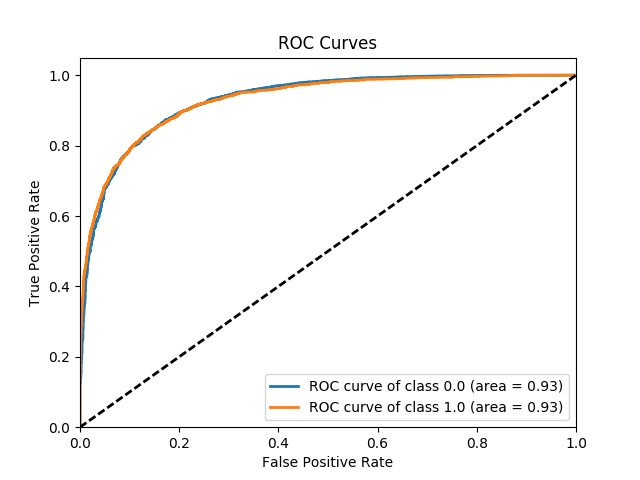 ROC Curves
1.0
0.8
0.6
0.4
0.2
0.0
True Positive Rate
ROC curve of class 0.0 (area = 0.93)
ROC curve of class 1.0 (area = 0.93)
0.0 0.2 0.4 0.6 0.8 1.0
False Positive Rate